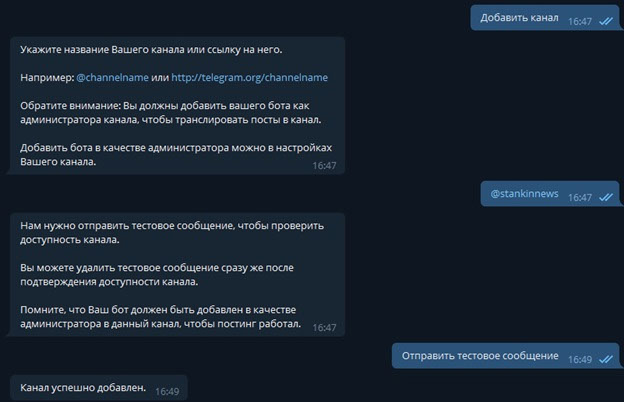 Добавить канал 16:47
Укажите название Вашего канала или ссылку на него.
Например: @channelname или http://telegram.org/channelname
Обратите внимание: Вы должны добавить вашего бота как
администратора канала, чтобы транслировать посты в канал.
Добавить бота в качестве администратора можно в настройках
Вашего канала.
16:47
@stankinnews 16:47
Нам нужно отправить тестовое сообщение, чтобы проверить
доступность канала.
Вы можете удалить тестовое сообщение сразу же после
подтверждения доступности канала.
Помните, что Ваш бот должен быть добавлен в качестве
администратора в данный канал, чтобы постинг работал. 16:47
Отправить тестовое сообщение 16:49
Канал успешно добавлен. 16:49